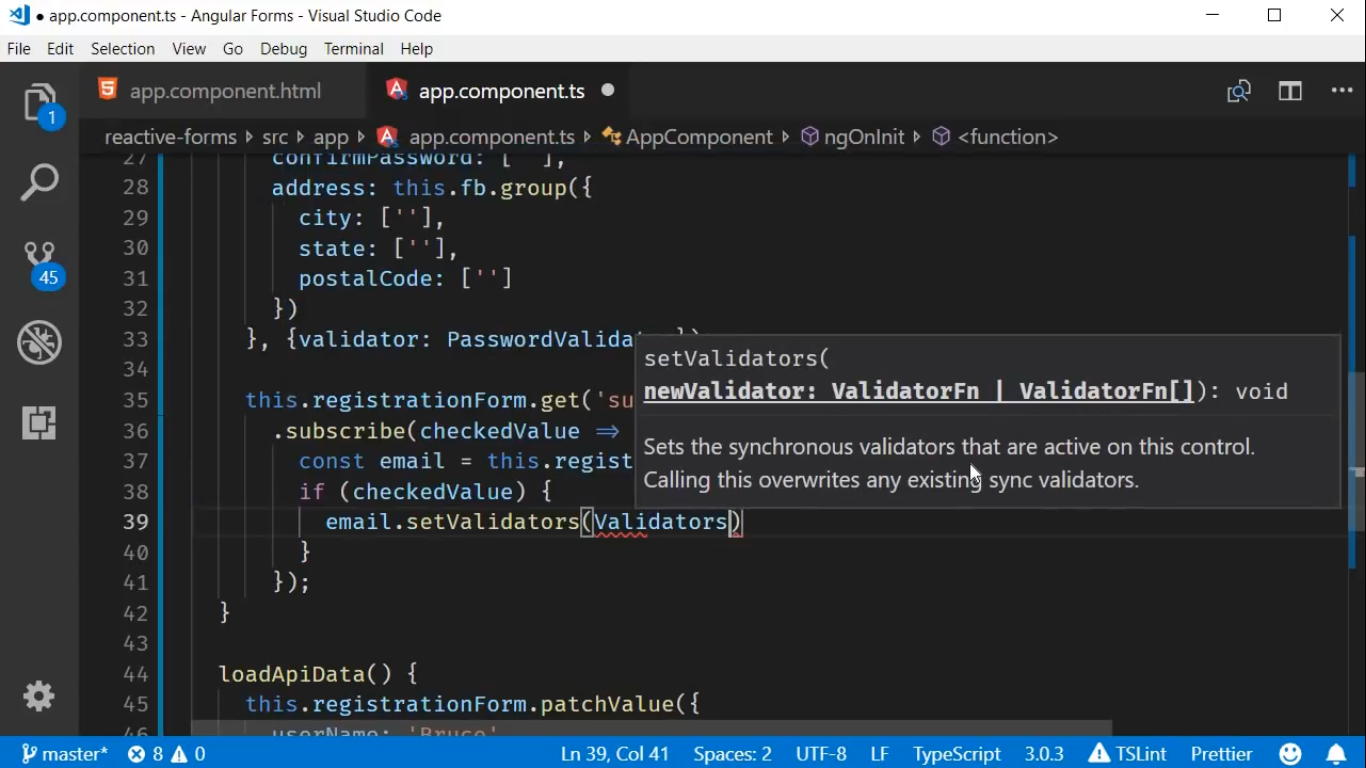 app.component.ts - Angular Forms - Visual Studio Code
File Edit Selection View Go Debug Terminal Help
1
45
app.component.html app.component.ts
reactive-forms src app app.component.ts AppComponent ngOnInit <function>
27 confirmPassword: [''],
28 address: this.fb.group({
29 city: [''],
30 state: [''],
31 postalCode: ['']
32 })
33 }, {validator: PasswordValidator});
34
35 this.registrationForm.get('su
36 .subscribe(checkedValue =>
37 const email = this.regist
38 if (checkedValue) {
39 email.setValidators(Validators)
40 }
41 });
42 }
43
44 loadApiData() {
45 this.registrationForm.patchValue({
46 userName: 'Bruce'
setValidators(
newValidator: ValidatorFn | ValidatorFn[]): void
Sets the synchronous validators that are active on this control.
Calling this overwrites any existing sync validators.
master* 8 0 Ln 39, Col 41 Spaces: 2 UTF-8 LF TypeScript 3.0.3 TSLint Prettier